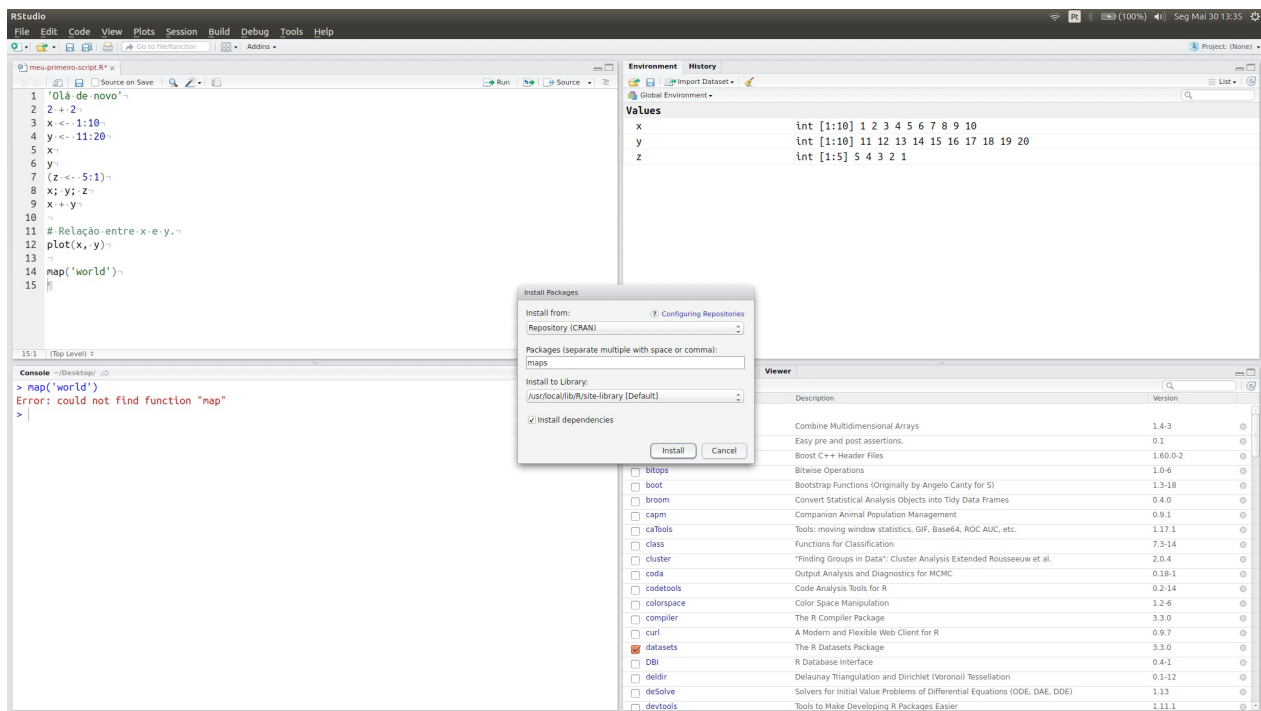 RStudio
Pt (100%) Seg Mai 30 13:35
File Edit Code View Plots Session Build Debug Tools Help
Go to file/function Addins
Project: (None)
meu-primeiro-script.R*
Source on Save Run Source
1 'Olá de novo'
2 2 + 2
3 x <- 1:10
4 y <- 11:20
5 x
6 y
7 (z <- 5:1)
8 x; y; z
9 x + y
10
11 # Relação entre x e y.
12 plot(x, y)
13
14 map('world')
15
15:1 (Top Level)
Console ~/Desktop/
> map('world')
Error: could not find function "map"
>
Environment History
Import Dataset List
Global Environment
Values
x int [1:10] 1 2 3 4 5 6 7 8 9 10
y int [1:10] 11 12 13 14 15 16 17 18 19 20
z int [1:5] 5 4 3 2 1
Install Packages
Install from: ? Configuring Repositories
Repository (CRAN)
Packages (separate multiple with space or comma):
maps
Install to Library:
/usr/local/lib/R/site-library [Default]
Install dependencies
Install Cancel
Viewer
Description Version
Combine Multidimensional Arrays 1.4-3
Easy pre and post assertions. 0.1
Boost C++ Header Files 1.60.0-2
bitops Bitwise Operations 1.0-6
boot Bootstrap Functions (Originally by Angelo Canty for S) 1.3-18
broom Convert Statistical Analysis Objects into Tidy Data Frames 0.4.0
capm Companion Animal Population Management 0.9.1
caTools Tools: moving window statistics, GIF, Base64, ROC AUC, etc. 1.17.1
class Functions for Classification 7.3-14
cluster "Finding Groups in Data": Cluster Analysis Extended Rousseeuw et al. 2.0.4
coda Output Analysis and Diagnostics for MCMC 0.18-1
codetools Code Analysis Tools for R 0.2-14
colorspace Color Space Manipulation 1.2-6
compiler The R Compiler Package 3.3.0
curl A Modern and Flexible Web Client for R 0.9.7
datasets The R Datasets Package 3.3.0
DBI R Database Interface 0.4-1
deldir Delaunay Triangulation and Dirichlet (Voronoi) Tessellation 0.1-12
deSolve Solvers for Initial Value Problems of Differential Equations (ODE, DAE, DDE) 1.13
devtools Tools to Make Developing R Packages Easier 1.11.1